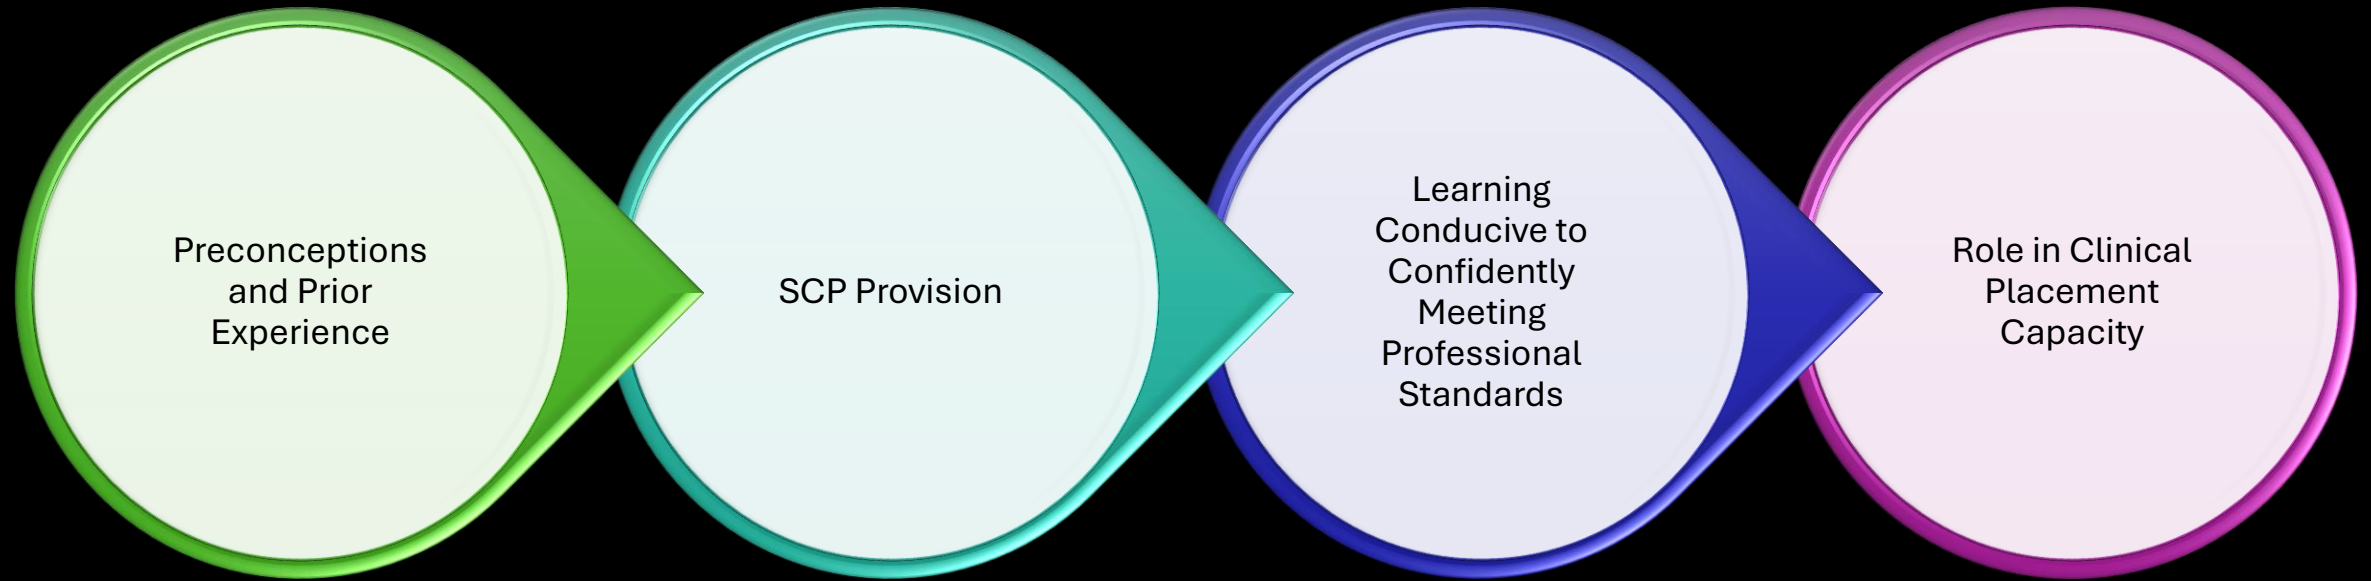 Preconceptions
and Prior
Experience
SCP Provision
Learning
Conducive to
Confidently
Meeting
Professional
Standards
Role in Clinical
Placement
Capacity